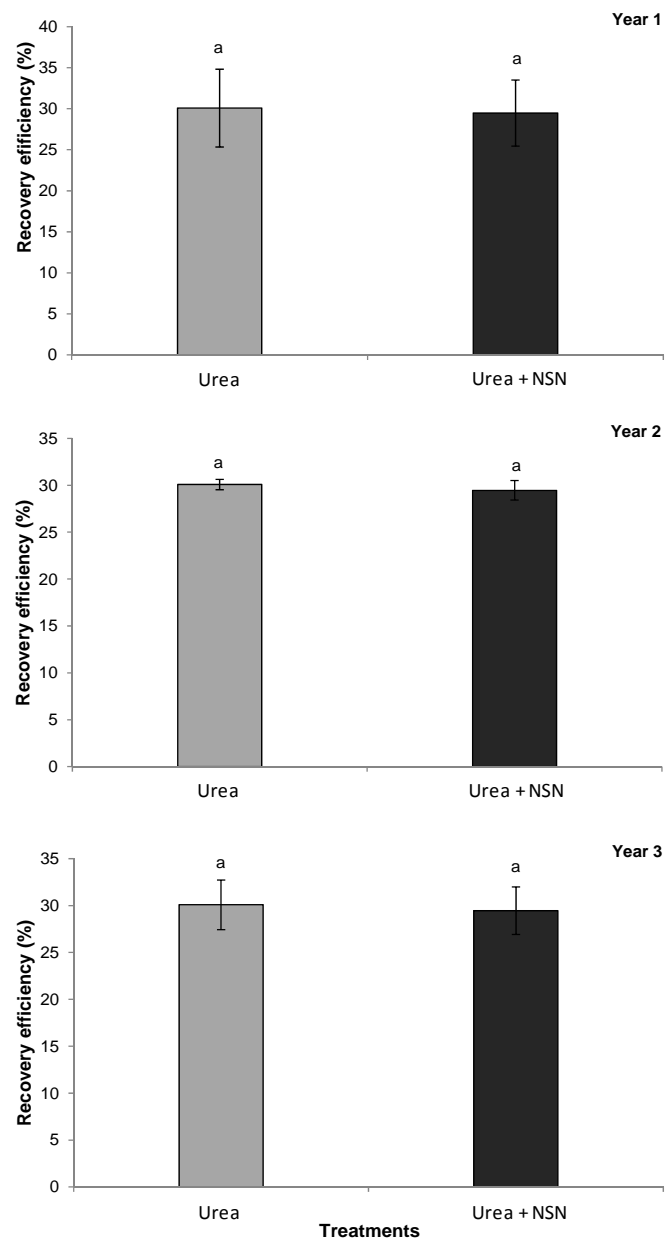 Year 1
Recovery efificiency (%)
40
35
30
25
20
15
10
5
0
a
a
Urea
Urea + NSN
Year 2
Recovery efficiency (%)
35
30
25
20
15
10
5
0
a
a
Urea
Urea + NSN
Year 3
Recovery efficiency (%)
35
30
25
20
15
10
5
0
a
a
Urea
Urea + NSN
Treatments